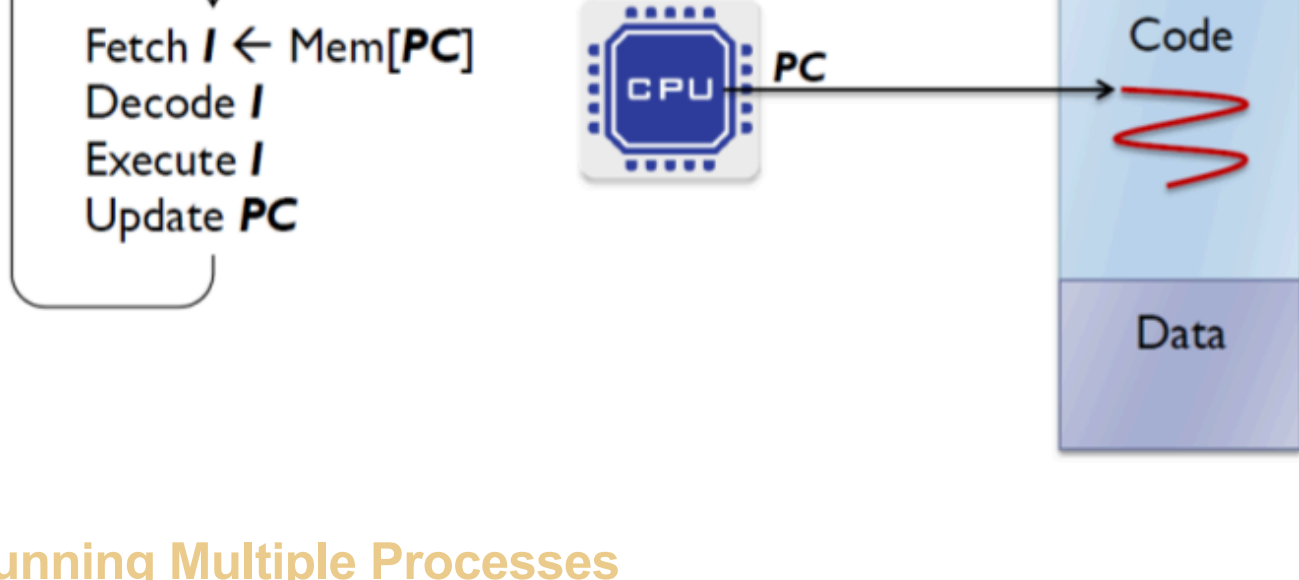 Fetch I ← Mem[PC]
Decode I
Execute I
Update PC
CPU
PC
Code
Data
unning Multiple Processes